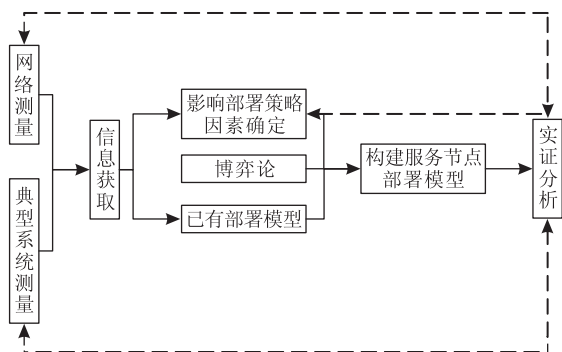 网络测量
典型系统测量
信息获取
影响部署策略
因素确定
博弈论
已有部署模型
构建服务节点
部署模型
实证分析